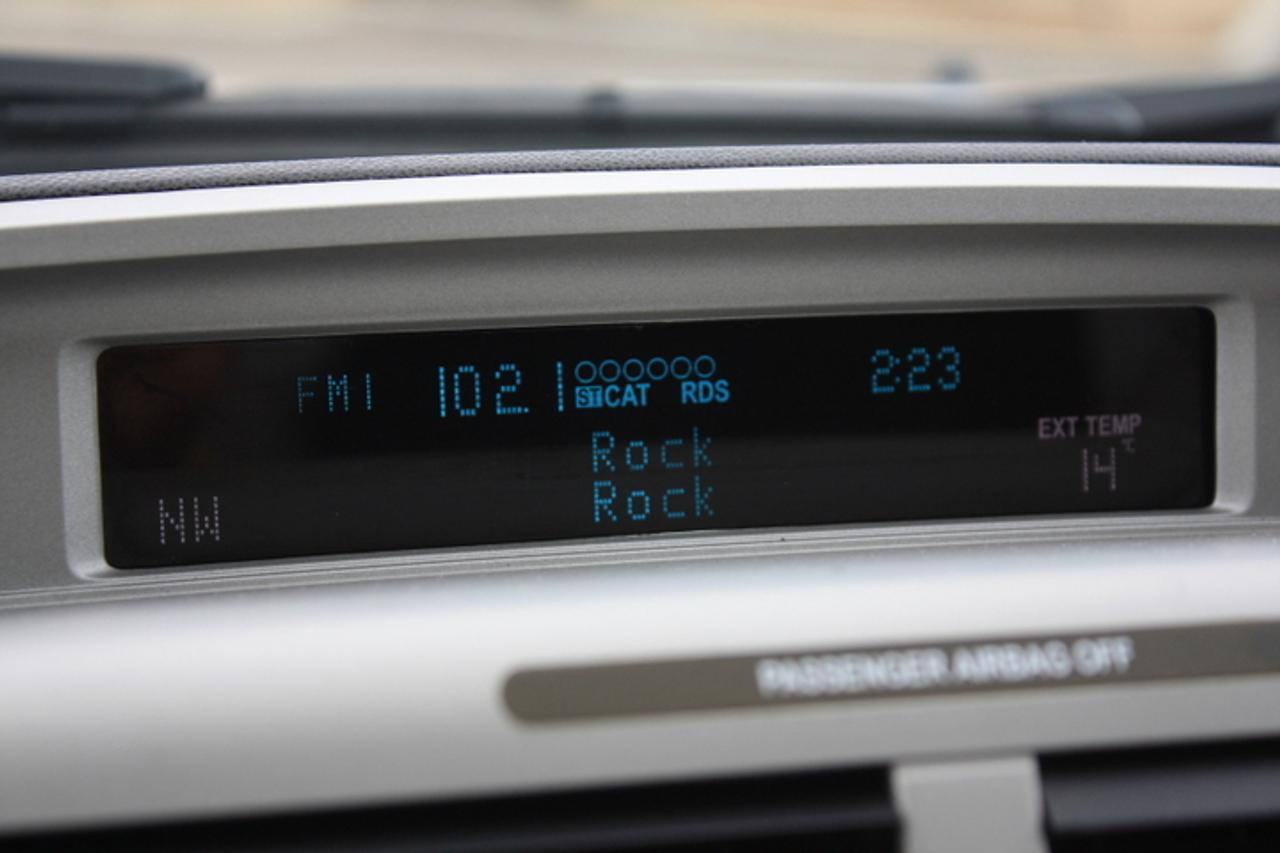 FM1 102.1 ST CAT RDS 2:23
EXT TEMP
Rock
14 °C
Rock
NW
PASSENGER AIRBAG OFF